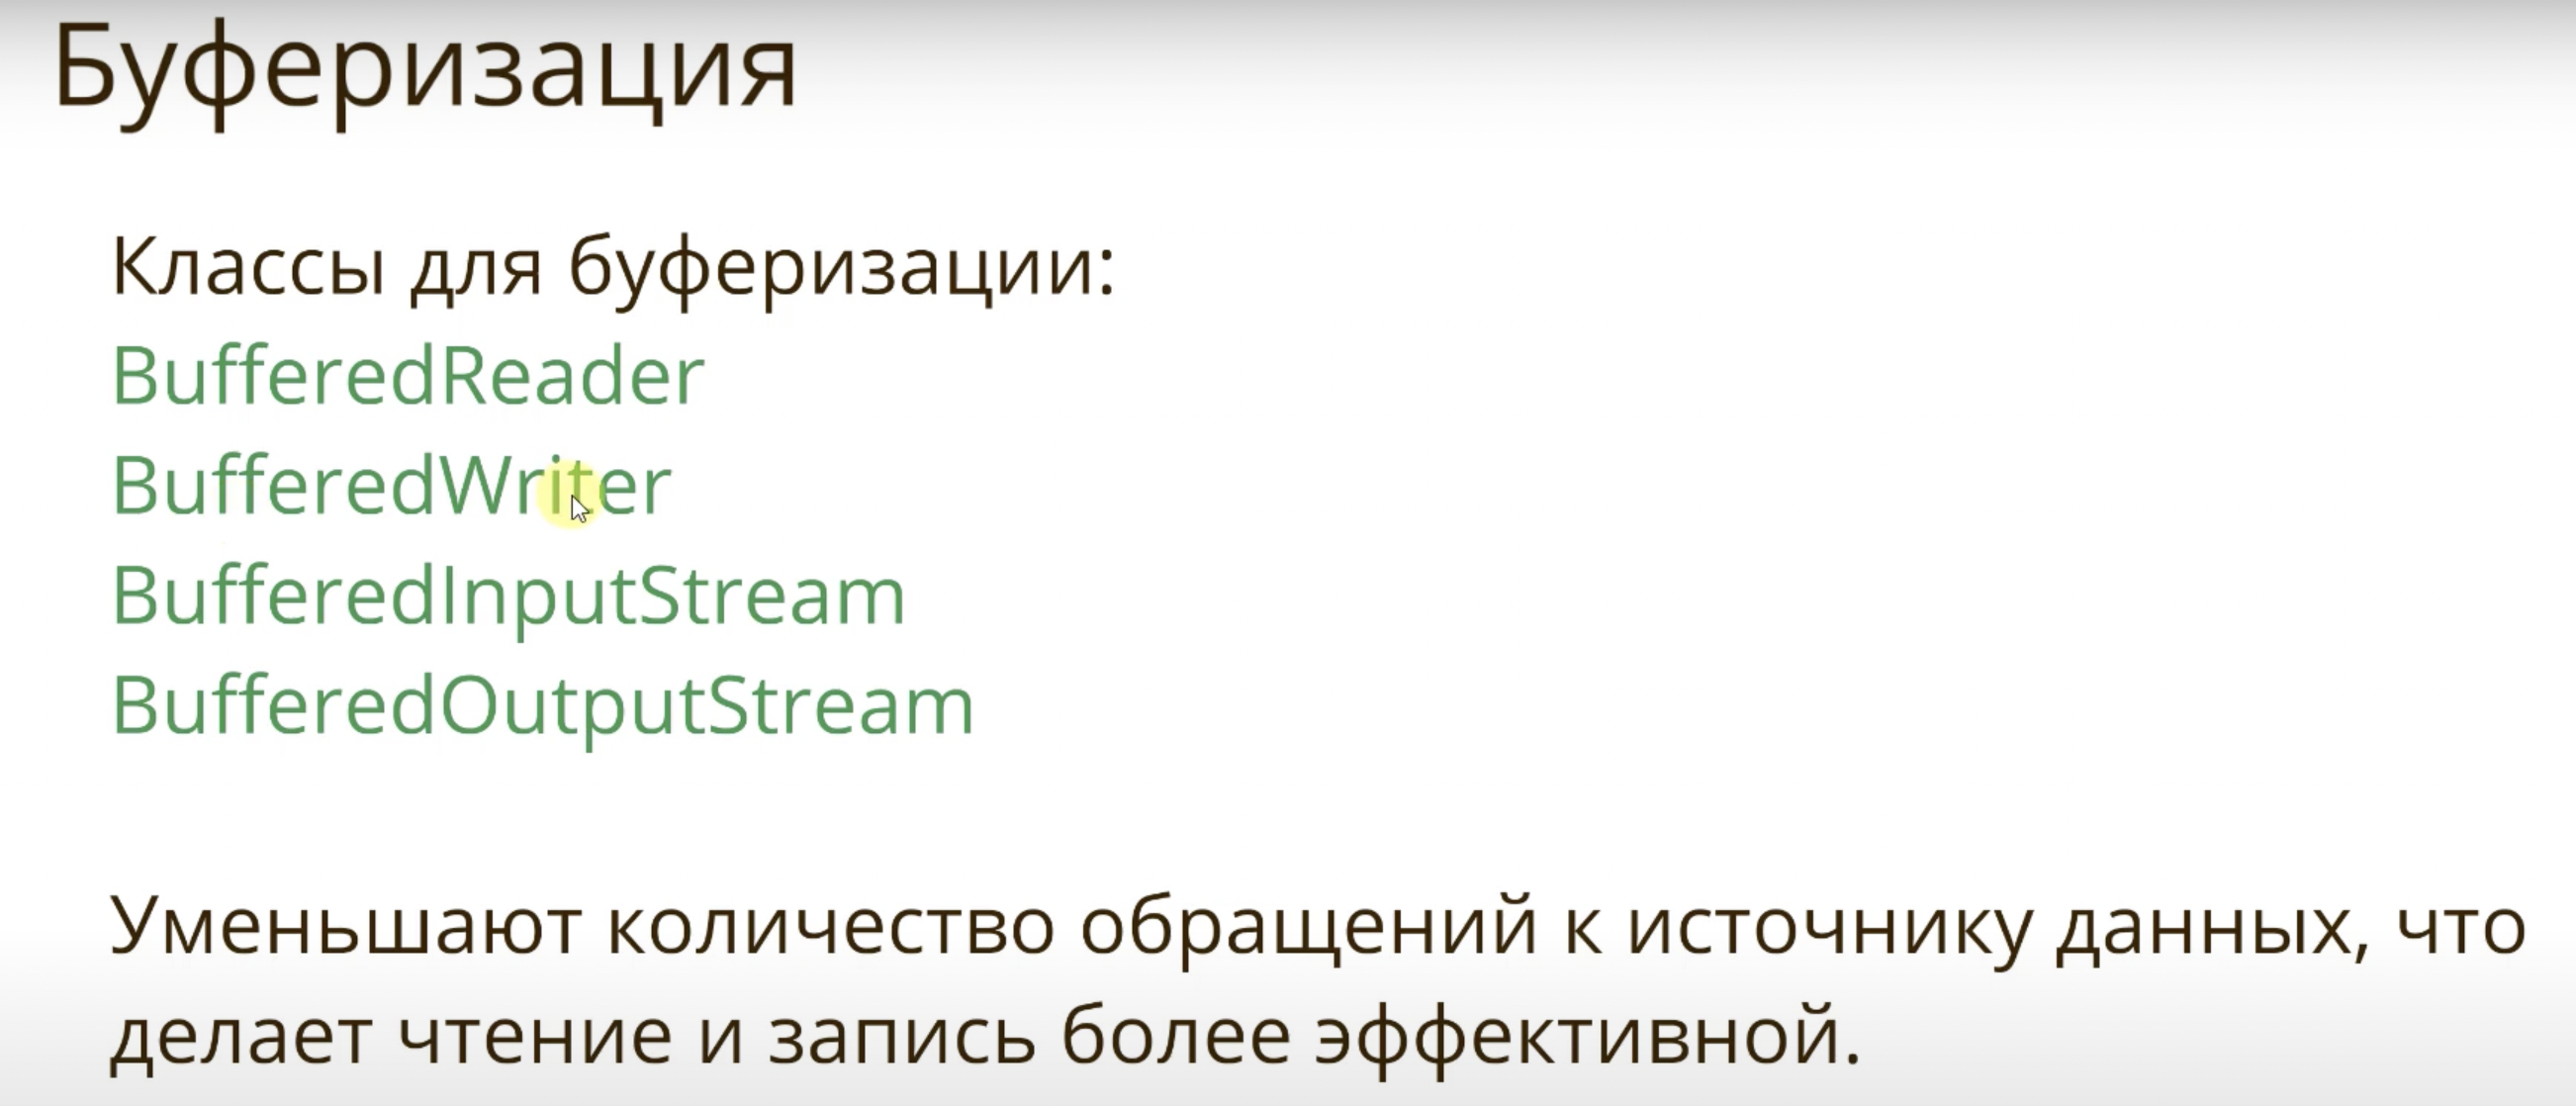 Буферизация
Классы для буферизации:
BufferedReader
BufferedWriter
BufferedInputStream
BufferedOutputStream
Уменьшают количество обращений к источнику данных, что
делает чтение и запись более эффективной.